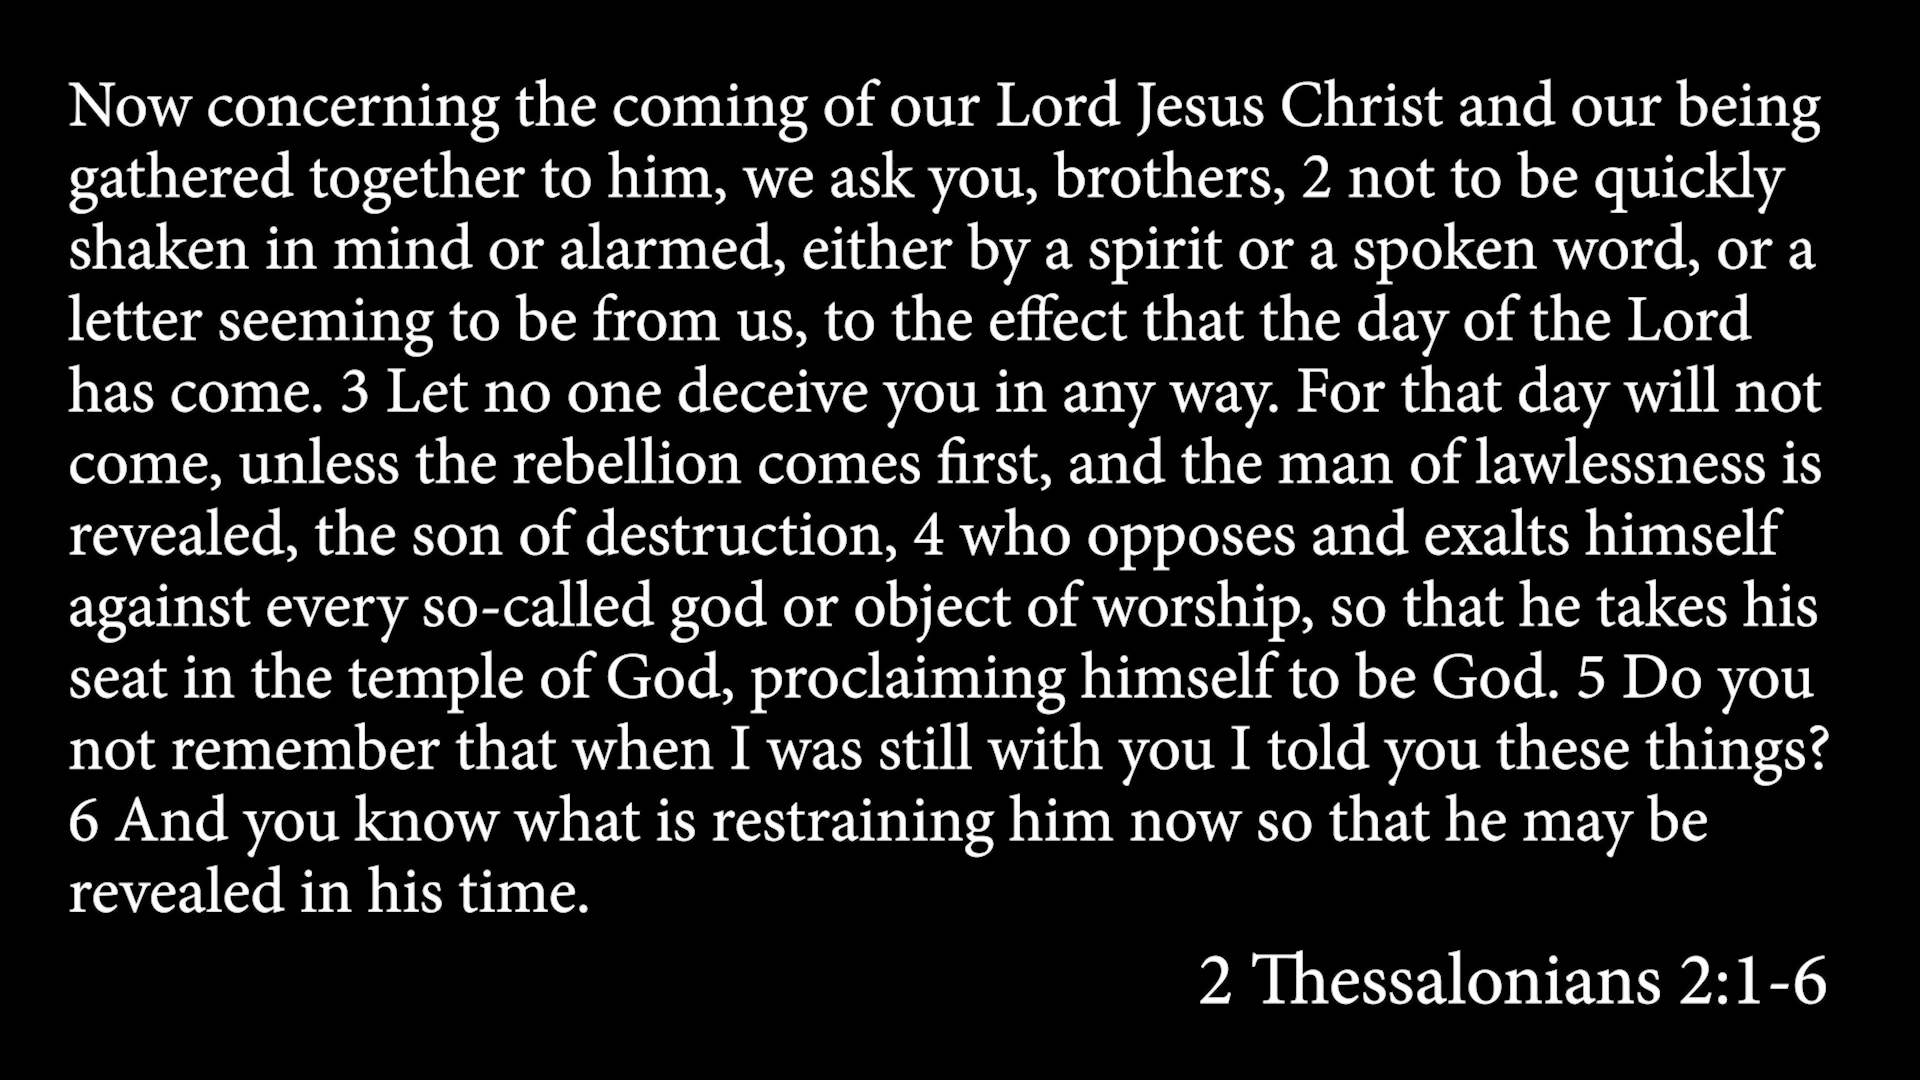 Now concerning the coming of our Lord Jesus Christ and our being
gathered together to him, we ask you, brothers, 2 not to be quickly
shaken in mind or alarmed, either by a spirit or a spoken word, or a
letter seeming to be from us, to the effect that the day of the Lord
has come. 3 Let no one deceive you in any way. For that day will not
come, unless the rebellion comes first, and the man of lawlessness is
revealed, the son of destruction, 4 who opposes and exalts himself
against every so-called god or object of worship, so that he takes his
seat in the temple of God, proclaiming himself to be God. 5 Do you
not remember that when I was still with you I told you these things?
6 And you know what is restraining him now so that he may be
revealed in his time.
2 Thessalonians 2:1-6